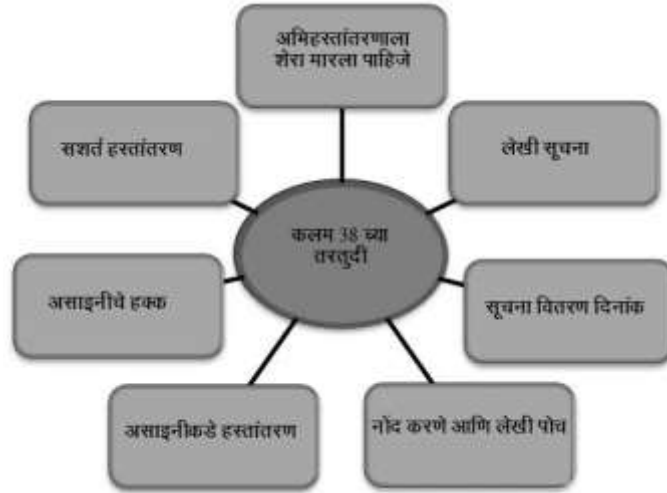 अभिहस्तांतरणाला
शेरा मारला पाहिजे
सशर्त हस्तांतरण
लेखी सूचना
कलम 38 च्या
तरतुदी
असाइनीचे हक्क
सूचना वितरण दिनांक
असाइनीकडे हस्तांतरण
नोंद करणे आणि लेखी पोच